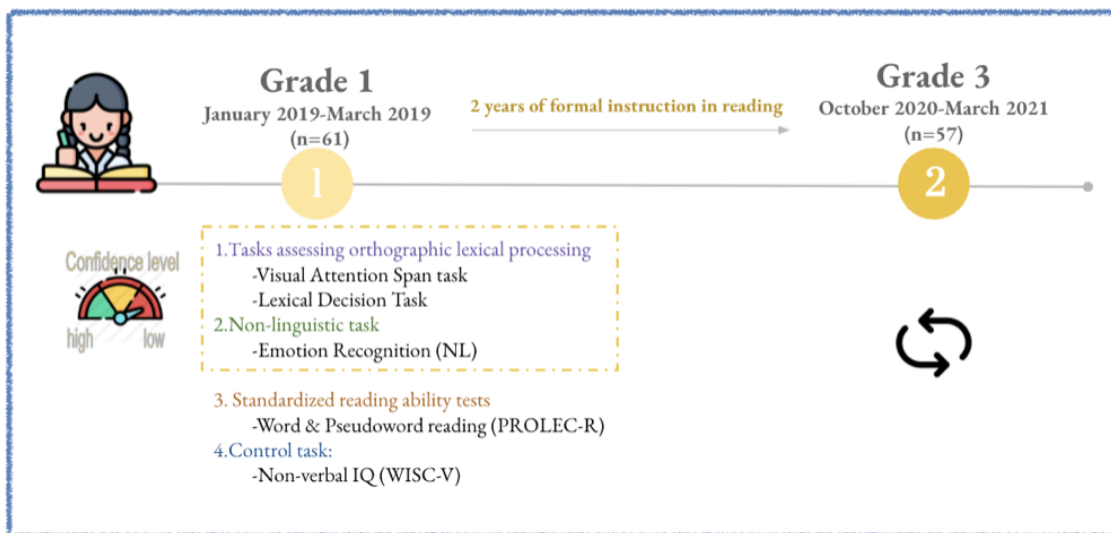 Grade 1
January 2019-March 2019
(n=61)
2 years of formal instruction in reading
Grade 3
October 2020-March 2021
(n=57)
1
2
Confidence level
high
low
1.Tasks assessing orthographic lexical processing
-Visual Attention Span task
-Lexical Decision Task
2.Non-linguistic task
-Emotion Recognition (NL)
3. Standardized reading ability tests
-Word & Pseudoword reading (PROLEC-R)
4.Control task:
-Non-verbal IQ (WISC-V)